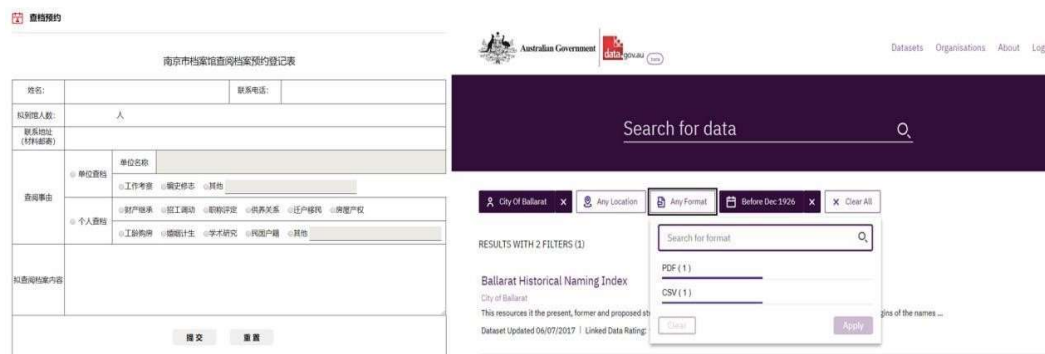 查档预约
南京市档案馆查阅档案预约登记表
姓名:
联系电话:
拟到馆人数:
人
联系地址
(材料邮寄)
查阅事由
单位查档
单位名称
工作考察 编史修志 其他
个人查档
财产继承 招工调动 职称评定 供养关系 迁户移民 房屋产权
工龄购房 婚姻计生 学术研究 民国户籍 其他
拟查阅档案内容
提 交 重 置
Australian Government
data.gov.au
Datasets Organisations About Log
Search for data
City Of Ballarat X
Any Location
Any Format
Before Dec 1926 X
X Clear All
RESULTS WITH 2 FILTERS (1)
Search for format
PDF ( 1 )
CSV ( 1 )
Clear
Apply
Ballarat Historical Naming Index
City of Ballarat
This resources it the present, former and proposed st
gins of the names ...
Dataset Updated 06/07/2017 | Linked Data Rating: